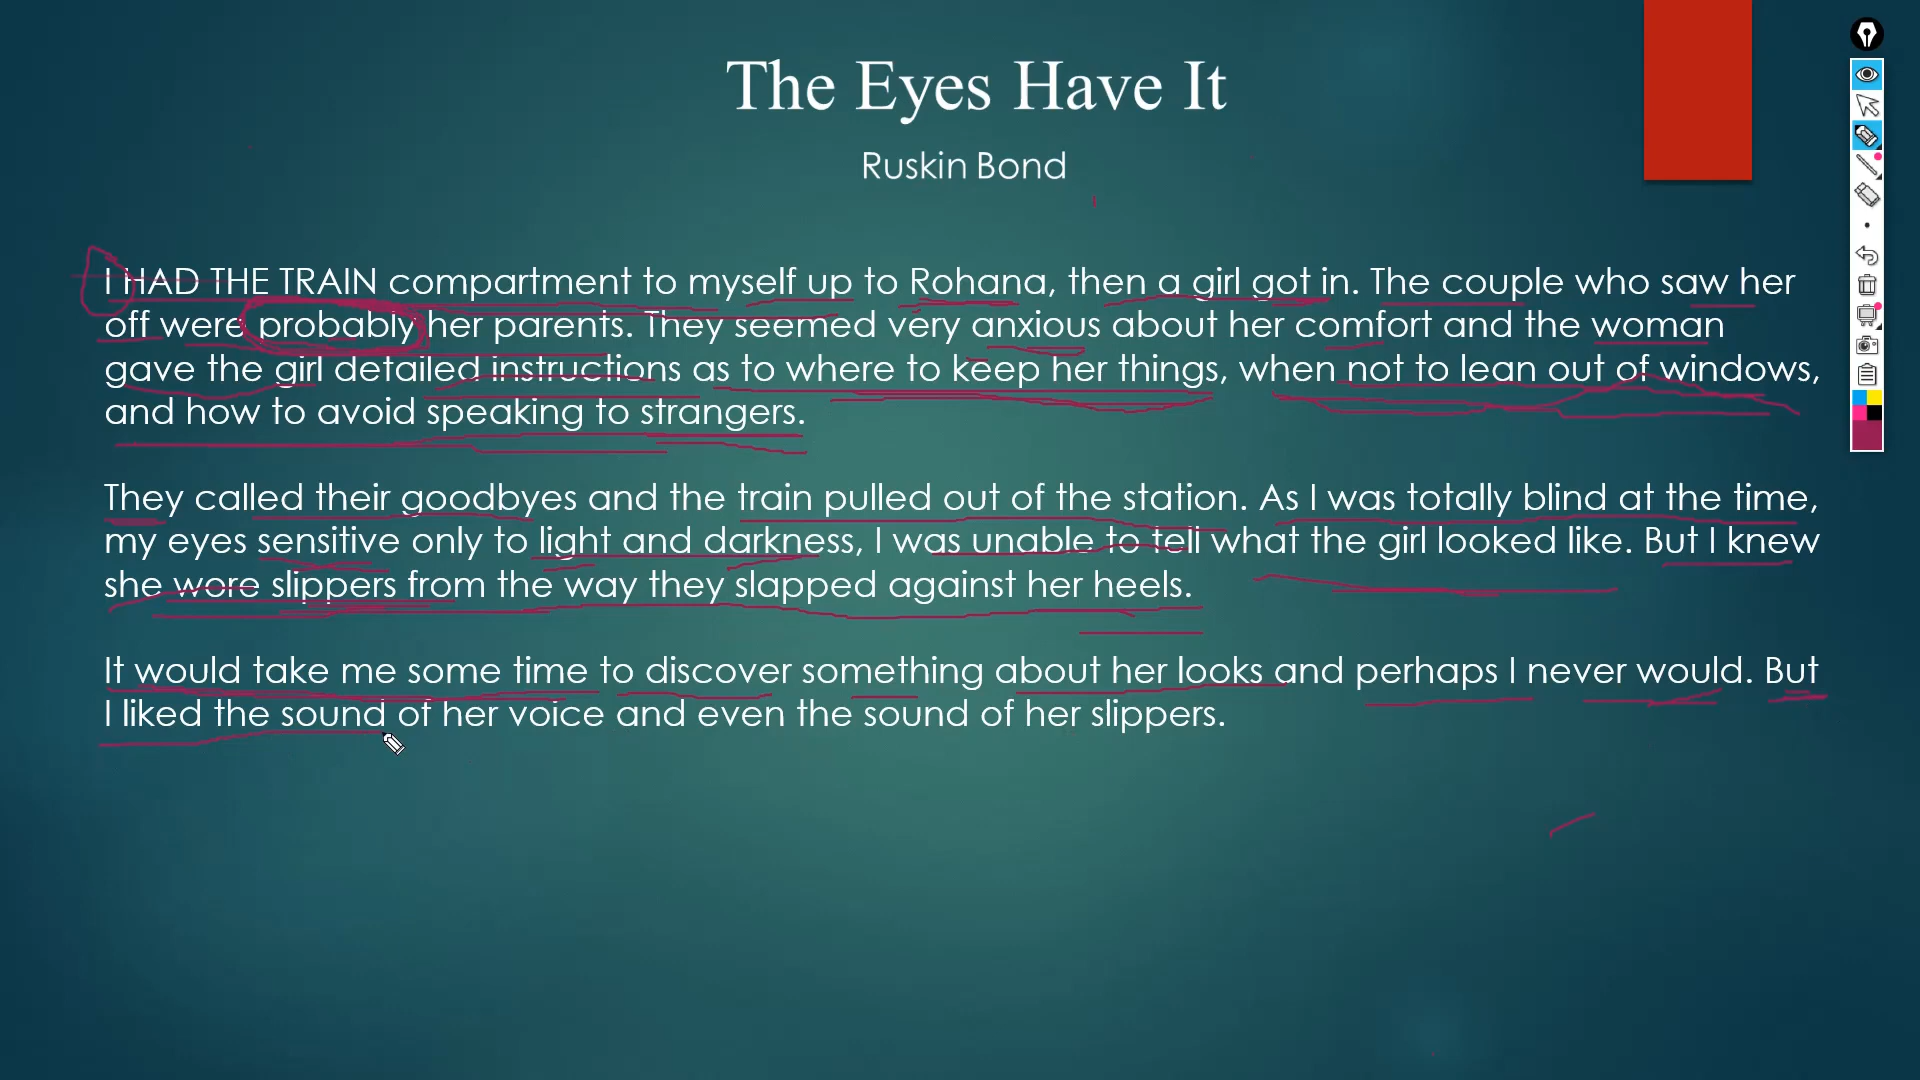 The Eyes Have It
Ruskin Bond
I HAD THE TRAIN compartment to myself up to Rohana, then a girl got in. The couple who saw her
off were probably her parents. They seemed very anxious about her comfort and the woman
gave the girl detailed instructions as to where to keep her things, when not to lean out of windows,
and how to avoid speaking to strangers.
They called their goodbyes and the train pulled out of the station. As I was totally blind at the time,
my eyes sensitive only to light and darkness, I was unable to tell what the girl looked like. But I knew
she wore slippers from the way they slapped against her heels.
It would take me some time to discover something about her looks and perhaps I never would. But
I liked the sound of her voice and even the sound of her slippers.